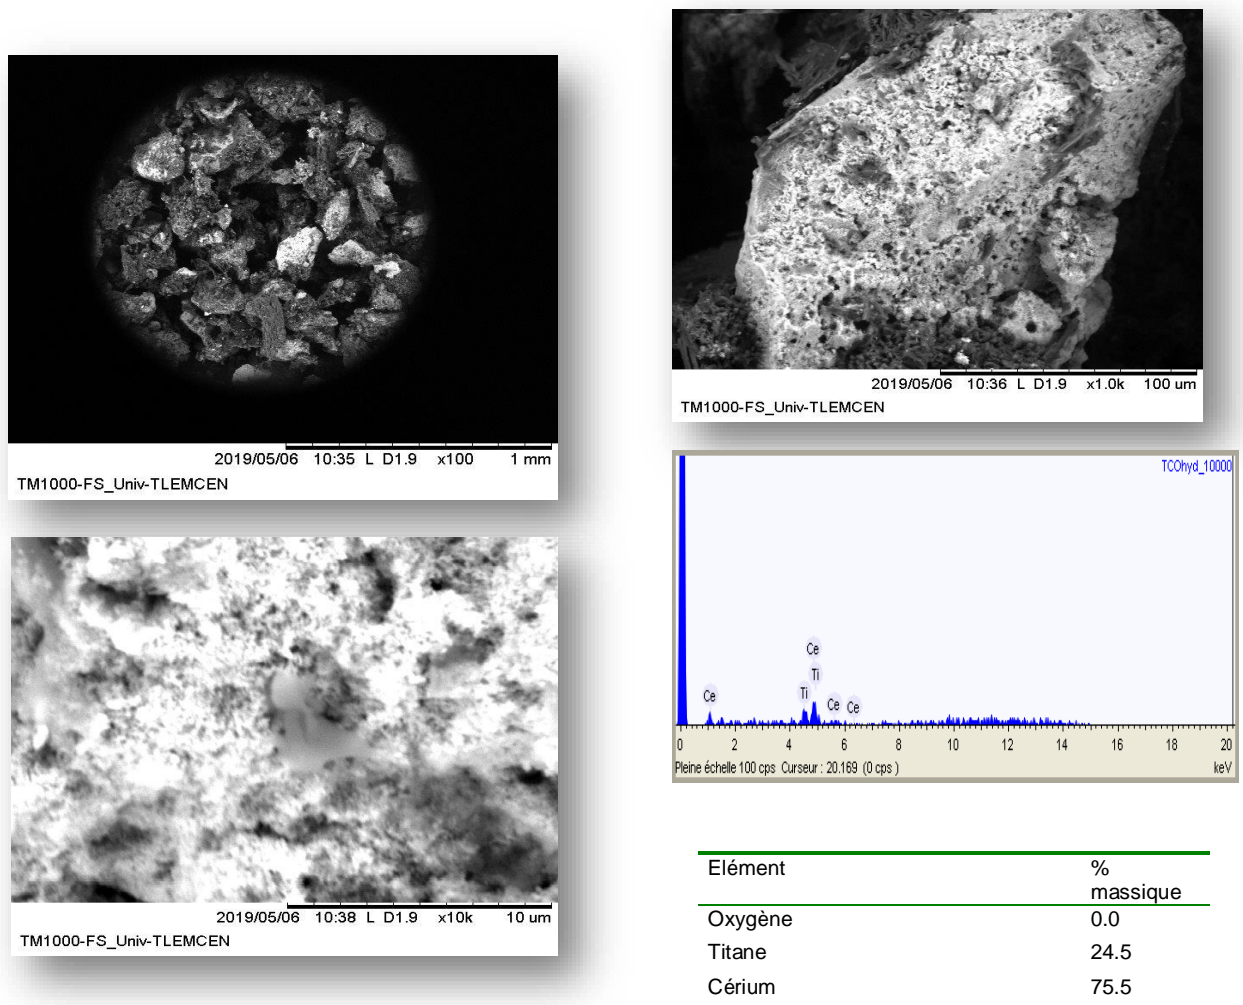 2019/05/06 10:35 L D1.9 x100 1 mm
TM1000-FS_Univ-TLEMCEN
2019/05/06 10:36 L D1.9 x1.0k 100 um
TM1000-FS_Univ-TLEMCEN
2019/05/06 10:38 L D1.9 x10k 10 um
TM1000-FS_Univ-TLEMCEN
TCOhyd_10000
Ce
Ti
Ce Ti Ce Ce
0 2 4 6 8 10 12 14 16 18 20
Pleine échelle 100 cps Curseur : 20.169 (0 cps ) keV
Elément % massique
Oxygène 0.0
Titane 24.5
Cérium 75.5